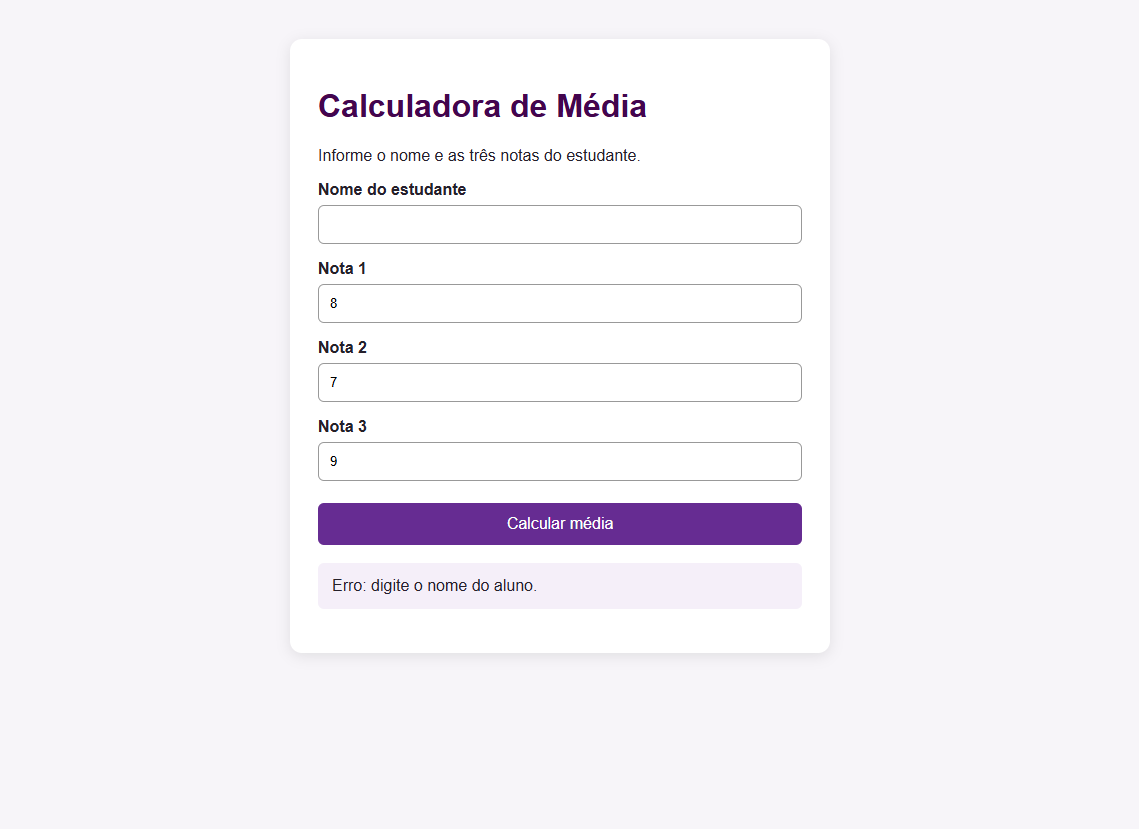 Calculadora de Média
Informe o nome e as três notas do estudante.
Nome do estudante
Nota 1
8
Nota 2
7
Nota 3
9
Calcular média
Erro: digite o nome do aluno.